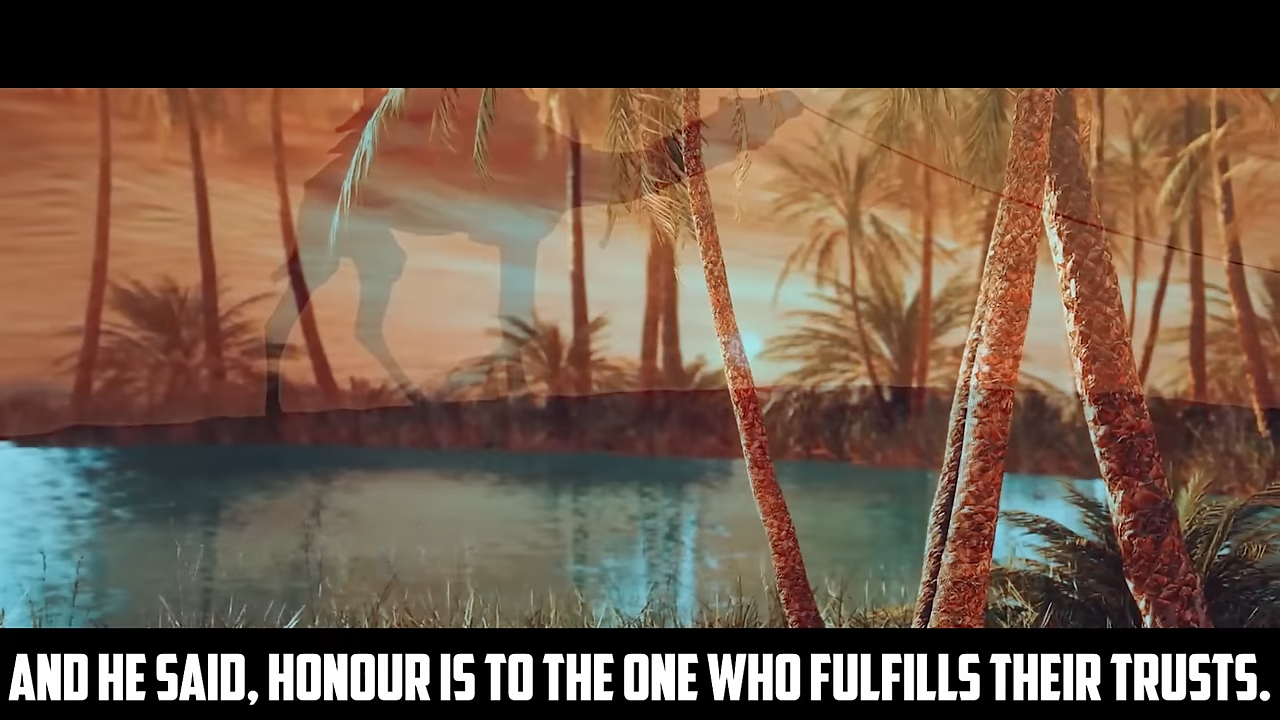 AND HE SAID, HONOUR IS TO THE ONE WHO FULFILLS THEIR TRUSTS.